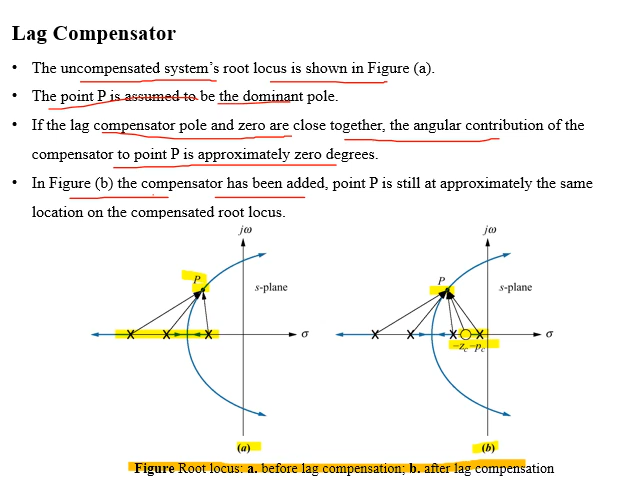 Lag Compensator
• The uncompensated system's root locus is shown in Figure (a).
• The point P is assumed to be the dominant pole.
• If the lag compensator pole and zero are close together, the angular contribution of the
compensator to point P is approximately zero degrees.
• In Figure (b) the compensator has been added, point P is still at approximately the same
location on the compensated root locus.
jω
jω
P
s-plane
P
s-plane
σ
σ
-zc -pc
(a)
(b)
Figure Root locus: a. before lag compensation; b. after lag compensation